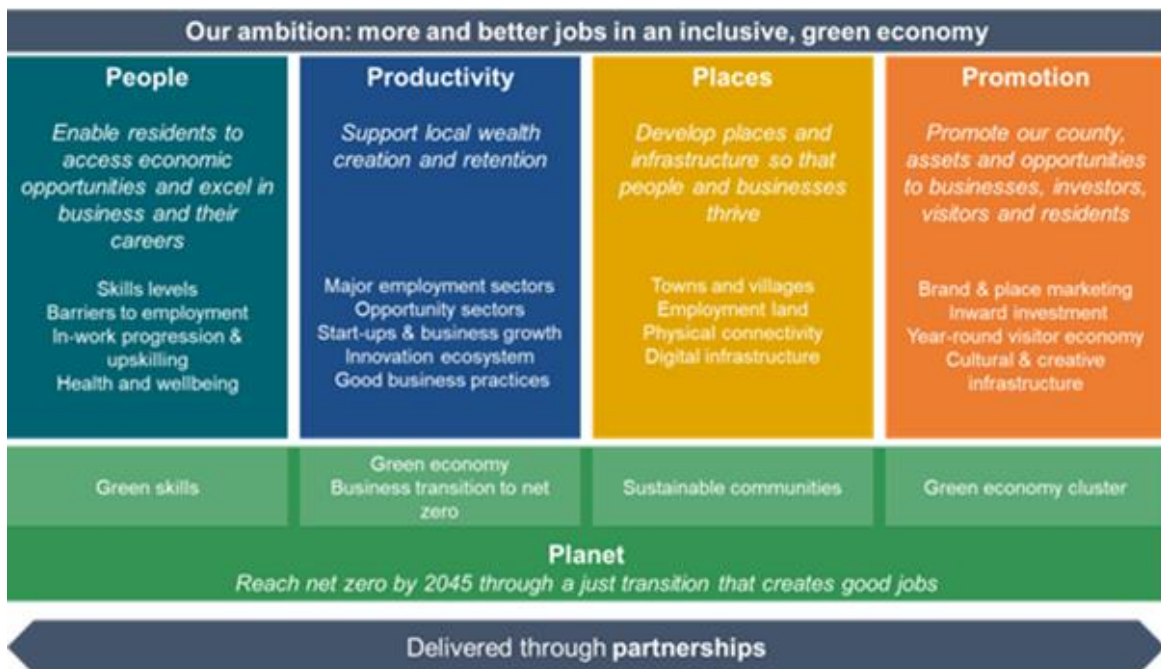 Our ambition: more and better jobs in an inclusive, green economy
People
Enable residents to
access economic
opportunities and excel in
business and their
careers
Skills levels
Barriers to employment
In-work progression &
upskilling
Health and wellbeing
Productivity
Support local wealth
creation and retention
Major employment sectors
Opportunity sectors
Start-ups & business growth
Innovation ecosystem
Good business practices
Places
Develop places and
infrastructure so that
people and businesses
thrive
Towns and villages
Employment land
Physical connectivity
Digital infrastructure
Promotion
Promote our county,
assets and opportunities
to businesses, investors,
visitors and residents
Brand & place marketing
Inward investment
Year-round visitor economy
Cultural & creative
infrastructure
Green skills
Green economy
Business transition to net
zero
Sustainable communities
Green economy cluster
Planet
Reach net zero by 2045 through a just transition that creates good jobs
Delivered through partnerships